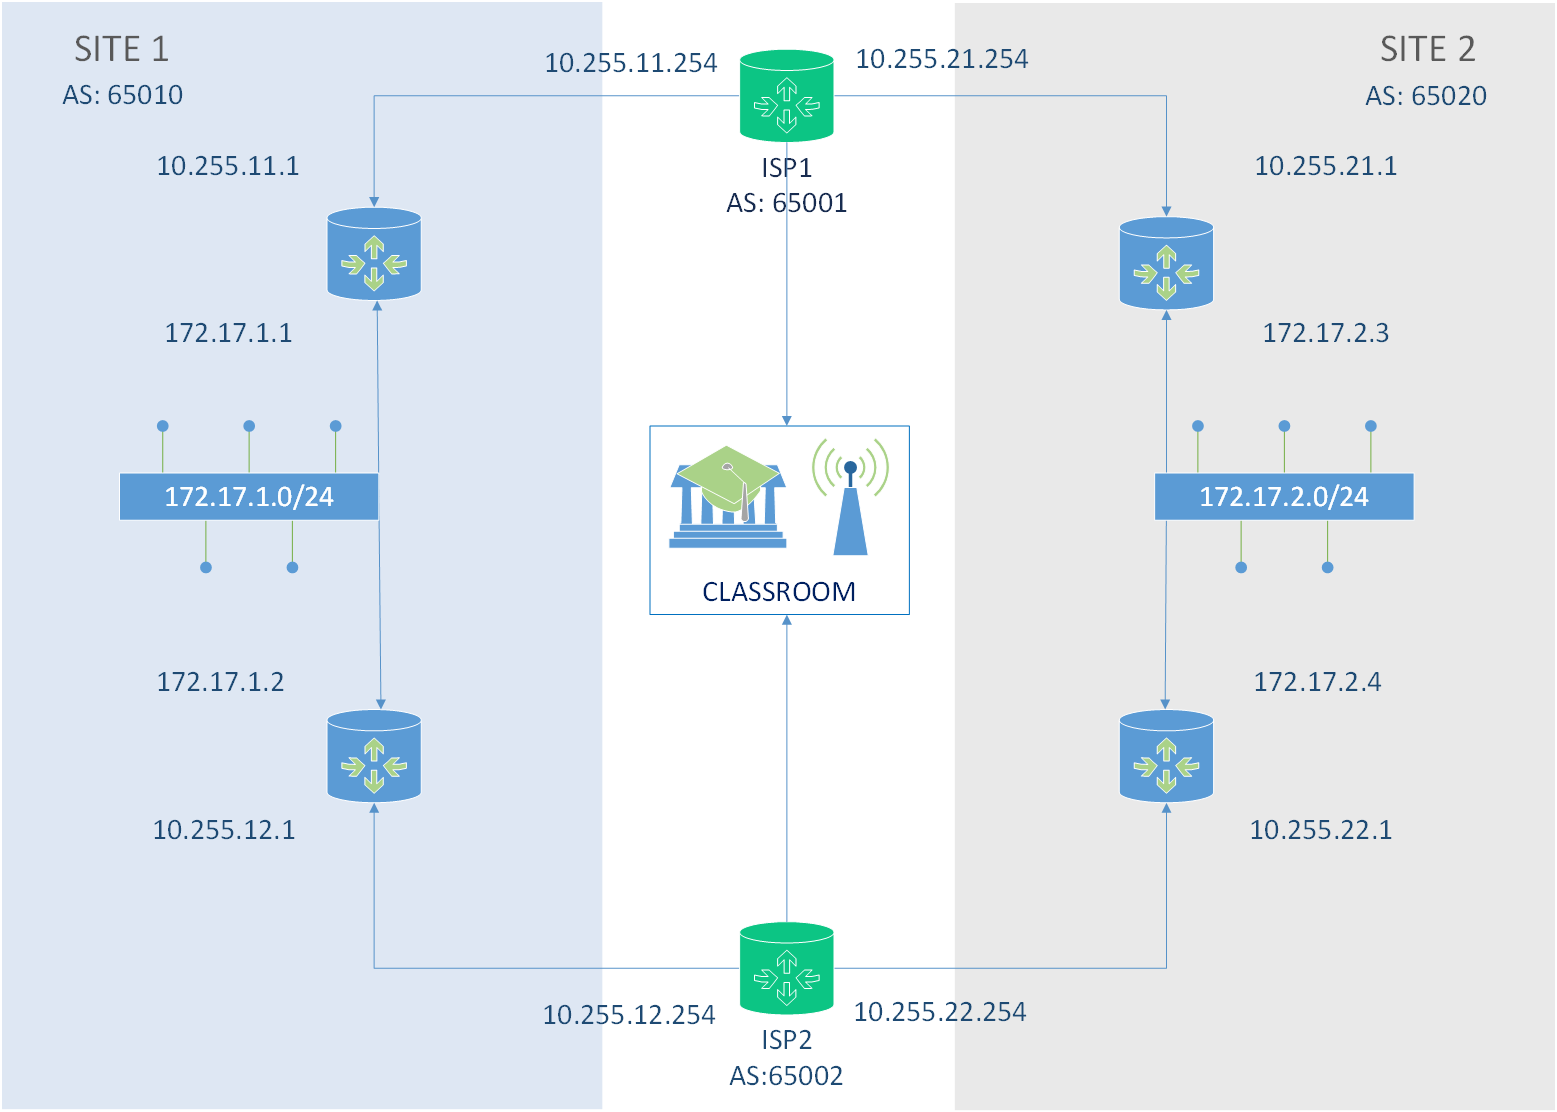 SITE 1
AS: 65010
10.255.11.254
10.255.21.254
SITE 2
AS: 65020
10.255.11.1
ISP1
AS: 65001
10.255.21.1
172.17.1.1
172.17.2.3
172.17.1.0/24
172.17.2.0/24
CLASSROOM
172.17.1.2
172.17.2.4
10.255.12.1
10.255.22.1
10.255.12.254
10.255.22.254
ISP2
AS:65002